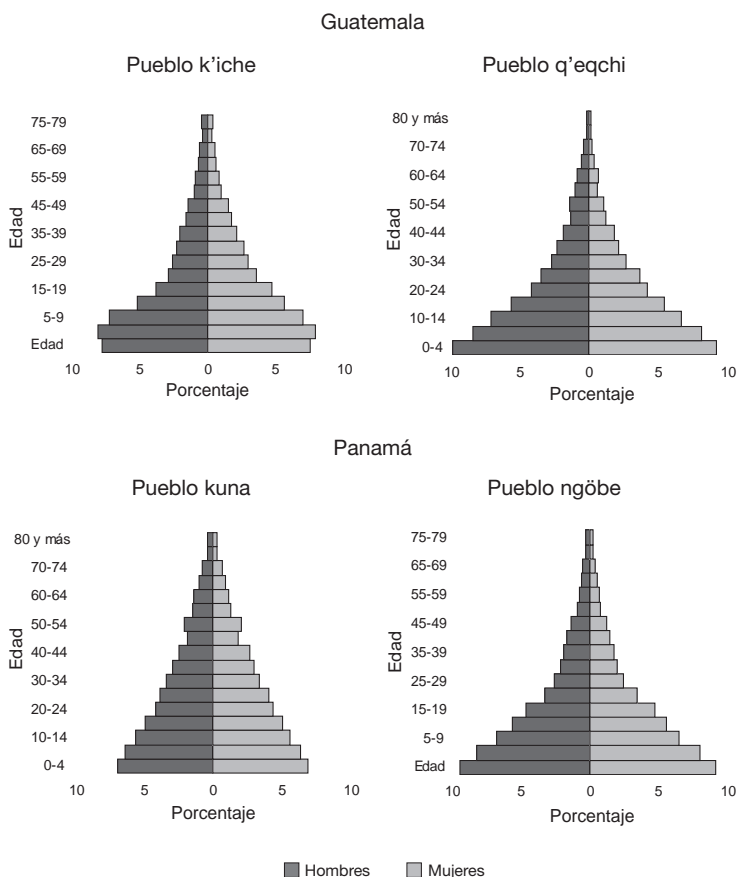 Guatemala
Pueblo k'iche
75-79
65-69
55-59
45-49
35-39
25-29
15-19
5-9
Edad
Edad
10 5 0 5 10
Porcentaje
Pueblo q'eqchi
80 y más
70-74
60-64
50-54
40-44
30-34
20-24
10-14
0-4
Edad
10 5 0 5 10
Porcentaje
Panamá
Pueblo kuna
80 y más
70-74
60-64
50-54
40-44
30-34
20-24
10-14
0-4
Edad
10 5 0 5 10
Porcentaje
Pueblo ngöbe
75-79
65-69
55-59
45-49
35-39
25-29
15-19
5-9
Edad
Edad
10 5 0 5 10
Porcentaje
Hombres Mujeres